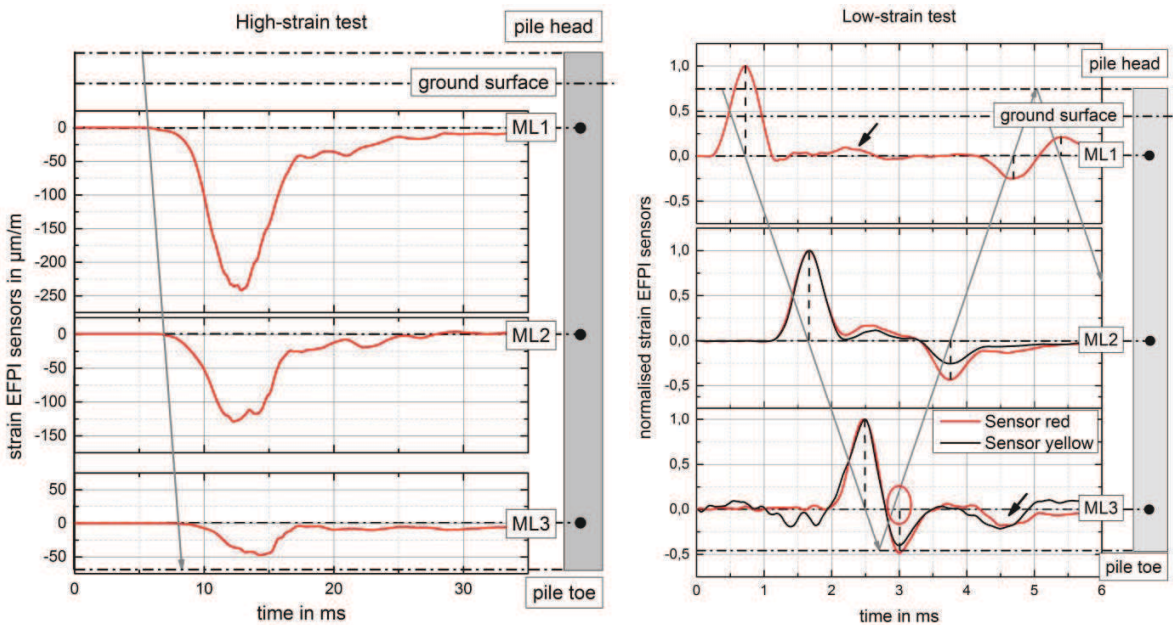 High-strain test
pile head
ground surface
0
-50
-100
-150
-200
-250
ML1
0
-50
-100
-150
ML2
50
0
-50
ML3
pile toe
0 10 20 30
time in ms
strain EFPI sensors in µm/m
Low-strain test
pile head
ground surface
1,0
0,5
0,0
-0,5
ML1
1,0
0,5
0,0
-0,5
ML2
1,0
0,5
0,0
-0,5
Sensor red
Sensor yellow
ML3
pile toe
0 1 2 3 4 5 6
time in ms
normalised strain EFPI sensors